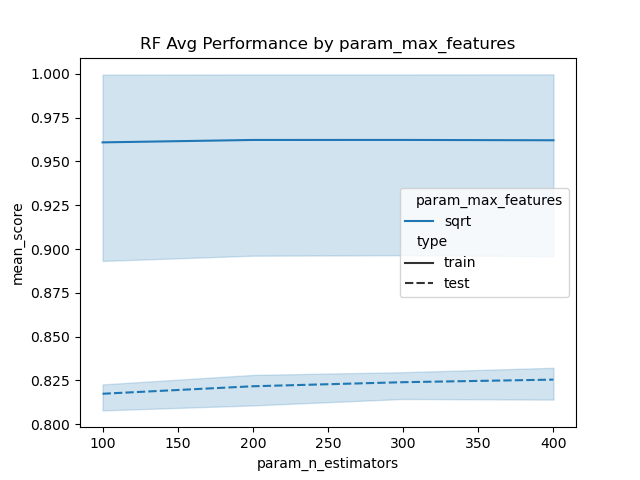 RF Avg Performance by param_max_features
1.000
0.975
0.950
0.925
0.900
0.875
0.850
0.825
0.800
mean_score
param_max_features
sqrt
type
train
test
100
150
200
250
300
350
400
param_n_estimators